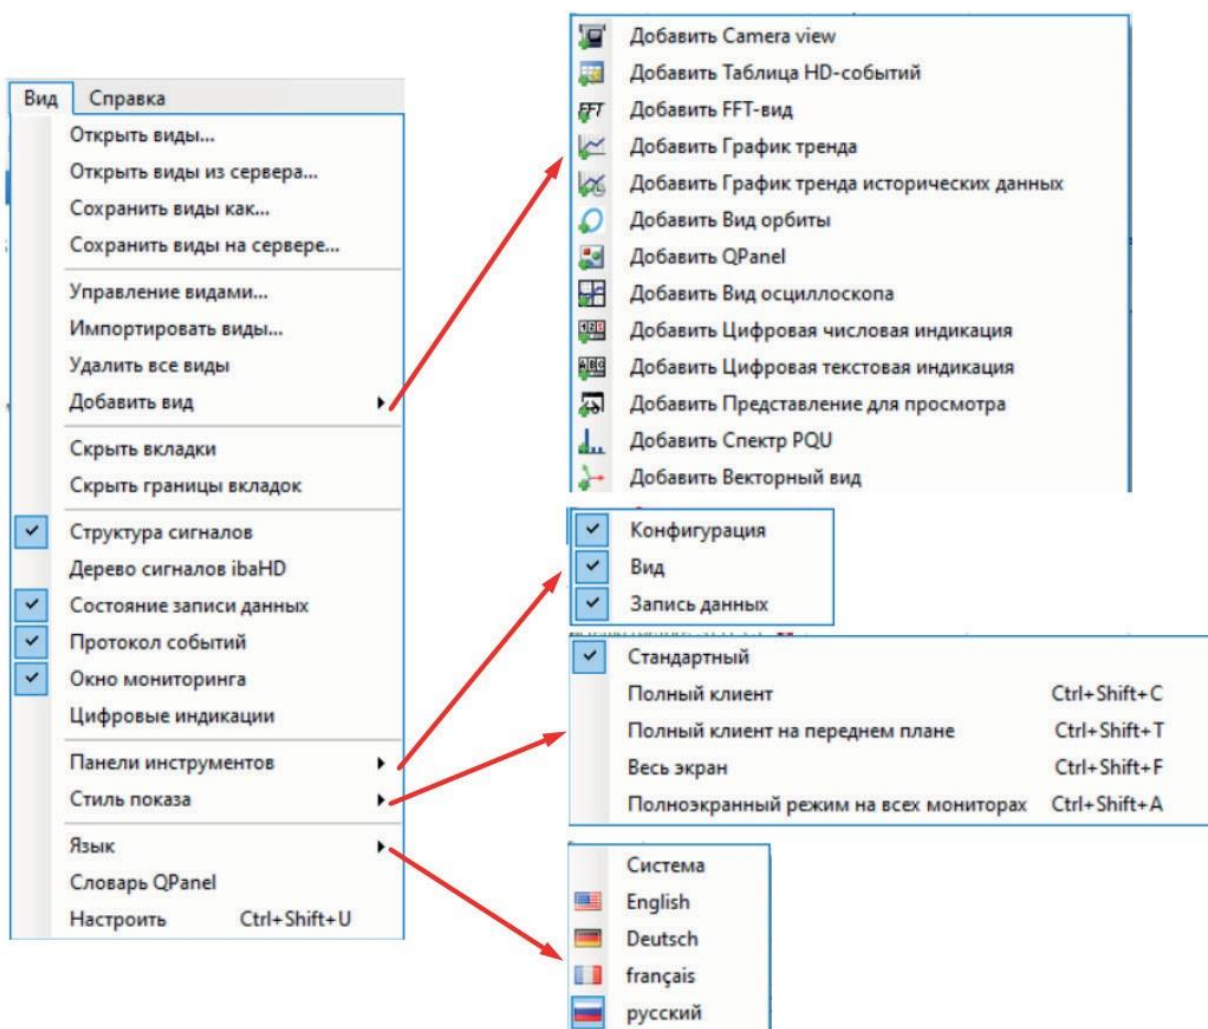 Вид Справка
Открыть виды...
Открыть виды из сервера...
Сохранить виды как...
Сохранить виды на сервере...
Управление видами...
Импортировать виды...
Удалить все виды
Добавить вид
Скрыть вкладки
Скрыть границы вкладок
Структура сигналов
Дерево сигналов ibaHD
Состояние записи данных
Протокол событий
Окно мониторинга
Цифровые индикации
Панели инструментов
Стиль показа
Язык
Словарь QPanel
Настроить Ctrl+Shift+U
Добавить Camera view
Добавить Таблица HD-событий
FFT Добавить FFT-вид
Добавить График тренда
Добавить График тренда исторических данных
Добавить Вид орбиты
Добавить QPanel
Добавить Вид осциллоскопа
Добавить Цифровая числовая индикация
Добавить Цифровая текстовая индикация
Добавить Представление для просмотра
Добавить Спектр PQU
Добавить Векторный вид
Конфигурация
Вид
Запись данных
Стандартный
Полный клиент Ctrl+Shift+C
Полный клиент на переднем плане Ctrl+Shift+T
Весь экран Ctrl+Shift+F
Полноэкранный режим на всех мониторах Ctrl+Shift+A
Система
English
Deutsch
français
русский